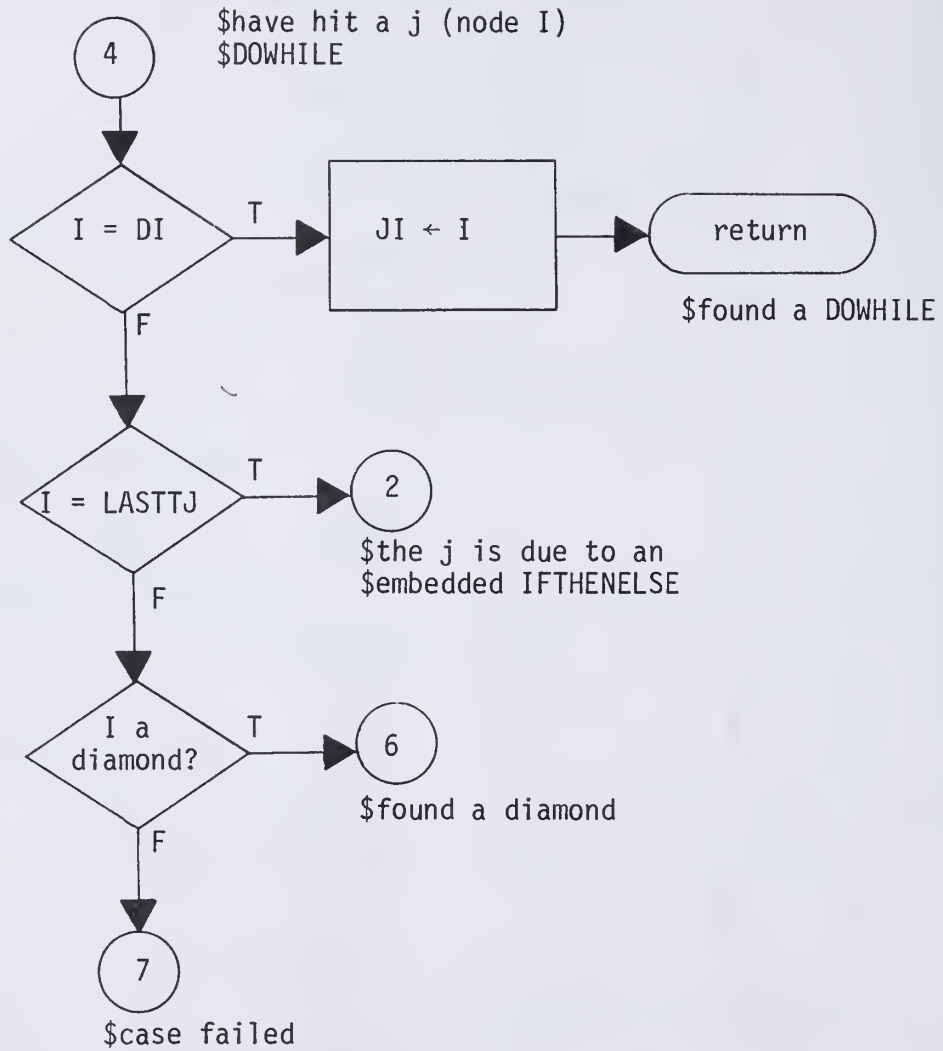 $have hit a j (node I)
$DOWHILE
4
I = DI
T
JI ← I
return
$found a DOWHILE
F
I = LASTTJ
T
2
$the j is due to an
$embedded IFTHENELSE
F
I a
diamond?
T
6
$found a diamond
F
7
$case failed